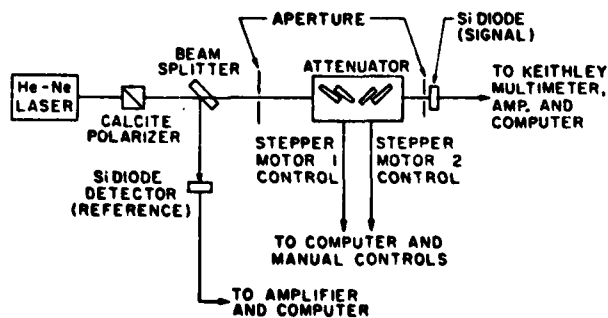 APERTURE
Si DIODE
(SIGNAL)
BEAM
SPLITTER
ATTENUATOR
He-Ne
LASER
TO KEITHLEY
MULTIMETER,
AMP. AND
COMPUTER
CALCITE
POLARIZER
STEPPER
MOTOR 1
CONTROL
STEPPER
MOTOR 2
CONTROL
Si DIODE
DETECTOR
(REFERENCE)
TO COMPUTER AND
MANUAL CONTROLS
TO AMPLIFIER
AND COMPUTER